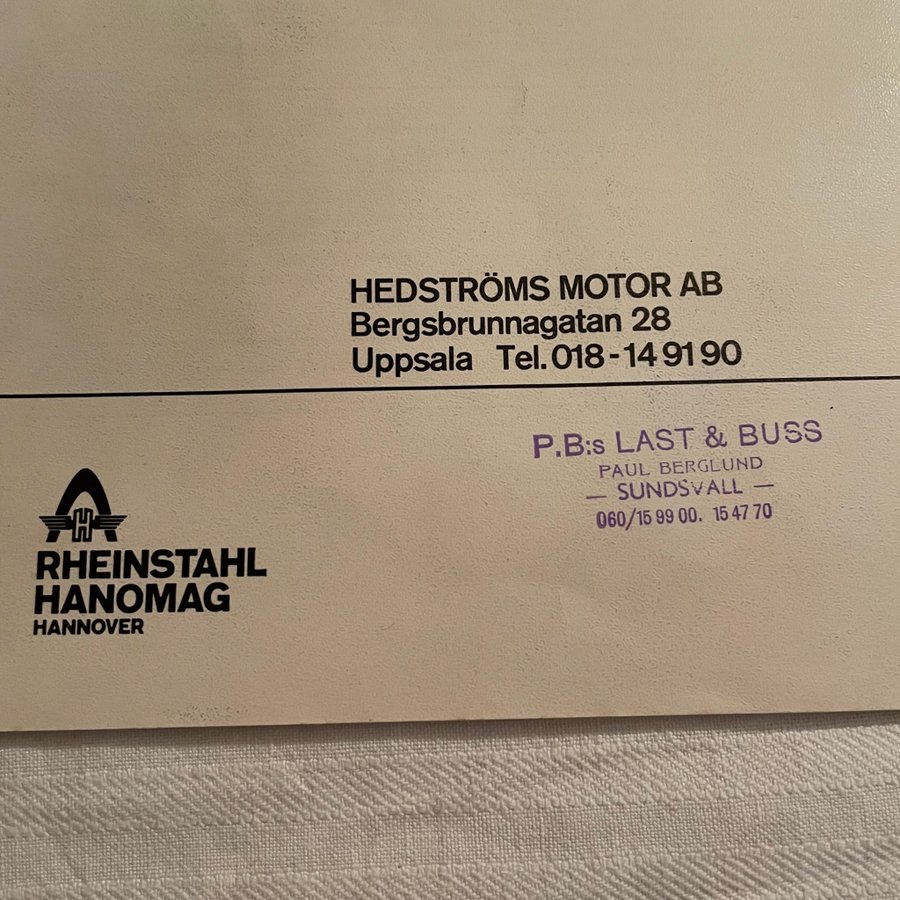 HEDSTRÖMS MOTOR AB
Bergsbrunnagatan 28
Uppsala Tel. 018-14 91 90
P.B:s LAST & BUSS
PAUL BERGLUND
— SUNDSVALL —
060/15 99 00. 15 47 70
H
RHEINSTAHL
HANOMAG
HANNOVER